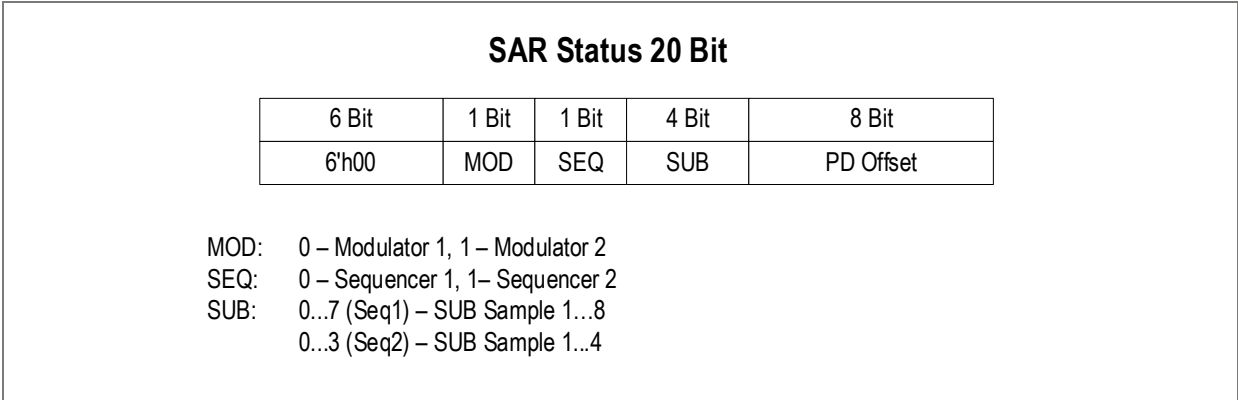 SAR Status 20 Bit
6 Bit 1 Bit 1 Bit 4 Bit 8 Bit
6'h00 MOD SEQ SUB PD Offset
MOD: 0 – Modulator 1, 1 – Modulator 2
SEQ: 0 – Sequencer 1, 1– Sequencer 2
SUB: 0...7 (Seq1) – SUB Sample 1…8
0...3 (Seq2) – SUB Sample 1...4